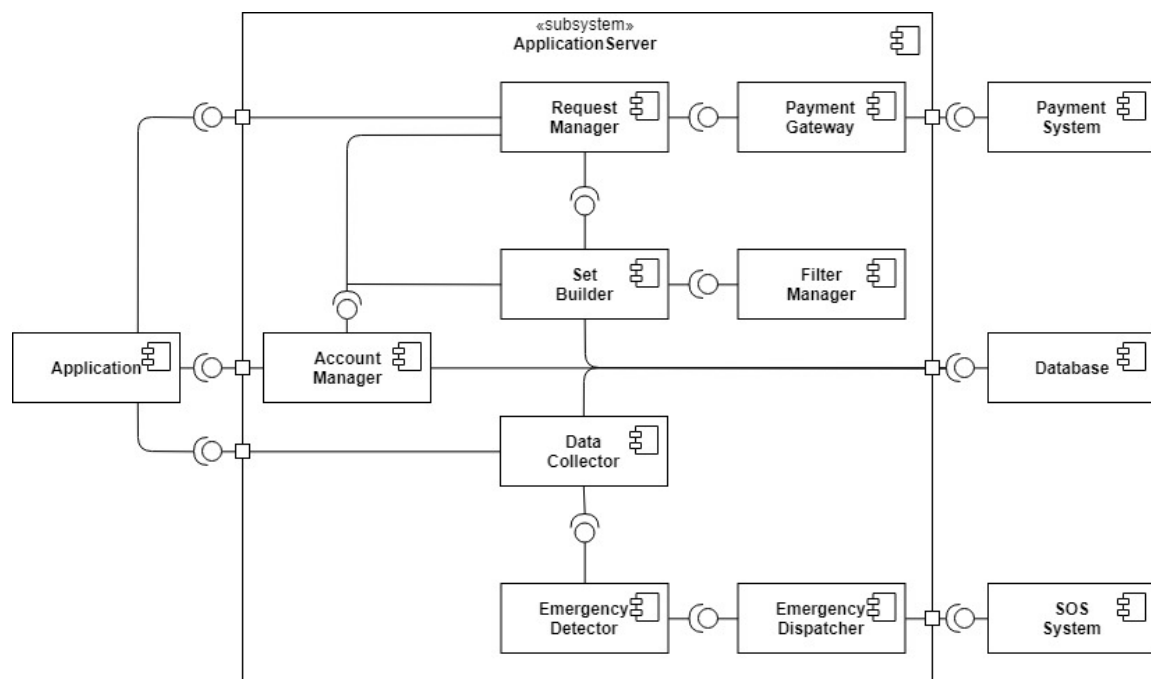 «subsystem»
ApplicationServer
Request
Manager
Payment
Gateway
Payment
System
Set
Builder
Filter
Manager
Application
Account
Manager
Database
Data
Collector
Emergency
Detector
Emergency
Dispatcher
SOS
System